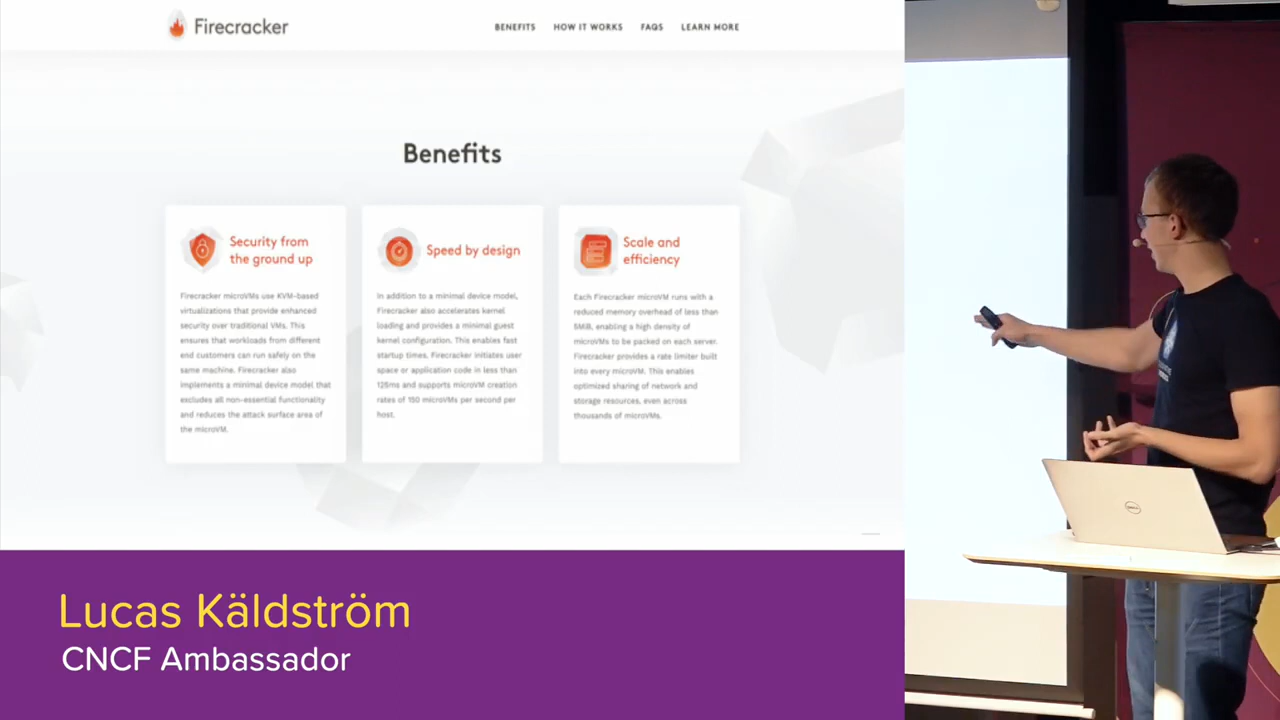 Firecracker
BENEFITS HOW IT WORKS FAQS LEARN MORE
Benefits
Security from
the ground up
Firecracker microVMs use KVM-based
virtualizations that provide enhanced
security over traditional VMs. This
ensures that workloads from different
end customers can run safely on the
same machine. Firecracker also
implements a minimal device model that
excludes all non-essential functionality
and reduces the attack surface area of
the microVM.
Speed by design
In addition to a minimal device model,
Firecracker also accelerates kernel
loading and provides a minimal guest
kernel configuration. This enables fast
startup times. Firecracker initiates user
space or application code in less than
125ms and supports microVM creation
rates of 150 microVMs per second per
host.
Scale and
efficiency
Each Firecracker microVM runs with a
reduced memory overhead of less than
5MiB, enabling a high density of
microVMs to be packed on each server.
Firecracker provides a rate limiter built
into every microVM. This enables
optimized sharing of network and
storage resources, even across
thousands of microVMs.
DELL
Lucas Käldström
CNCF Ambassador